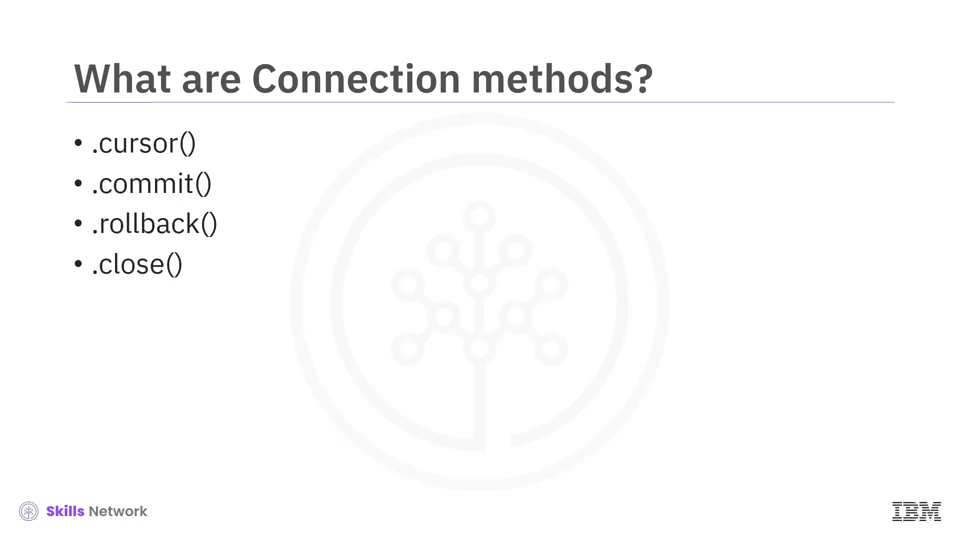 What are Connection methods?
• .cursor()
• .commit()
• .rollback()
• .close()
Skills Network
IBM